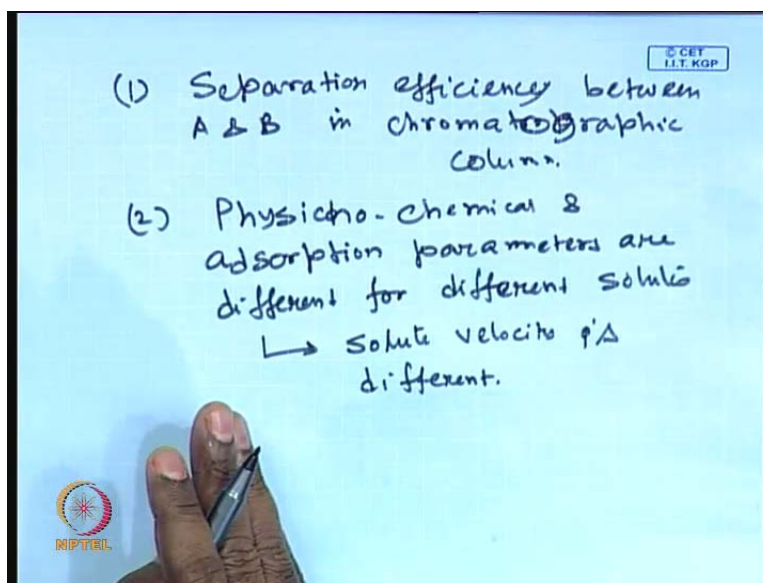 © CET
I.I.T. KGP
(1) Separation efficiency between
A & B in chromatographic
column.
(2) Physicho-chemical &
adsorption parameters are
different for different solutes
↳ solute velocity is
different.
NPTEL